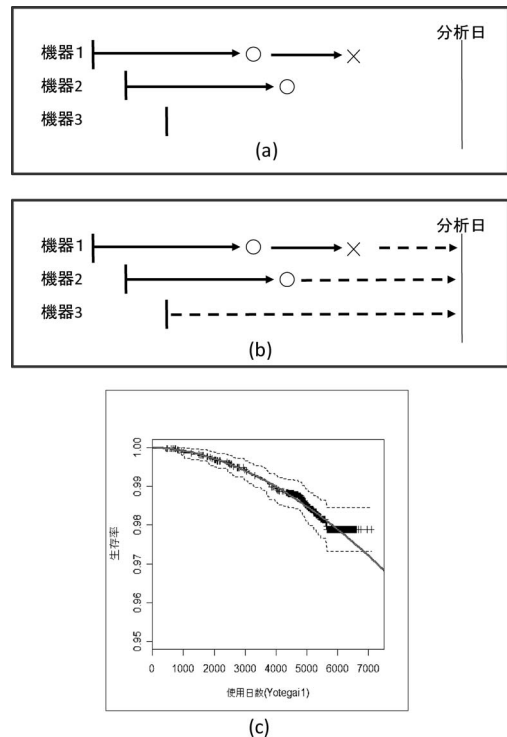 分析日
機器1
機器2
機器3
(a)
分析日
機器1
機器2
機器3
(b)
生存率
1.00
0.99
0.98
0.97
0.96
0.95
0 1000 2000 3000 4000 5000 6000 7000
使用日数(Yotegai1)
(c)